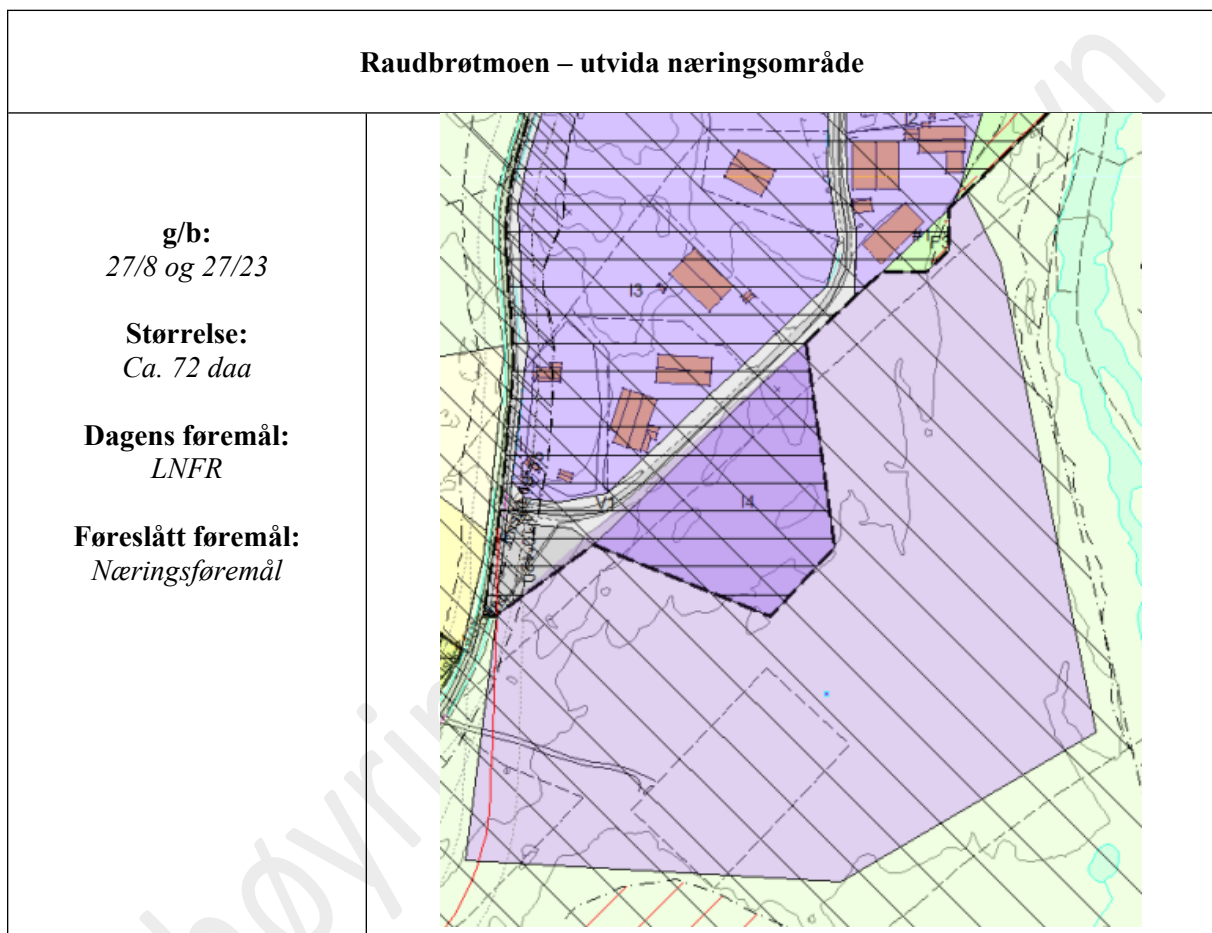 Raudbrøtmoen – utvida næringsområde
g/b:
27/8 og 27/23
Størrelse:
Ca. 72 daa
Dagens føremål:
LNFR
Føreslått føremål:
Næringsføremål
I3
V1
I4